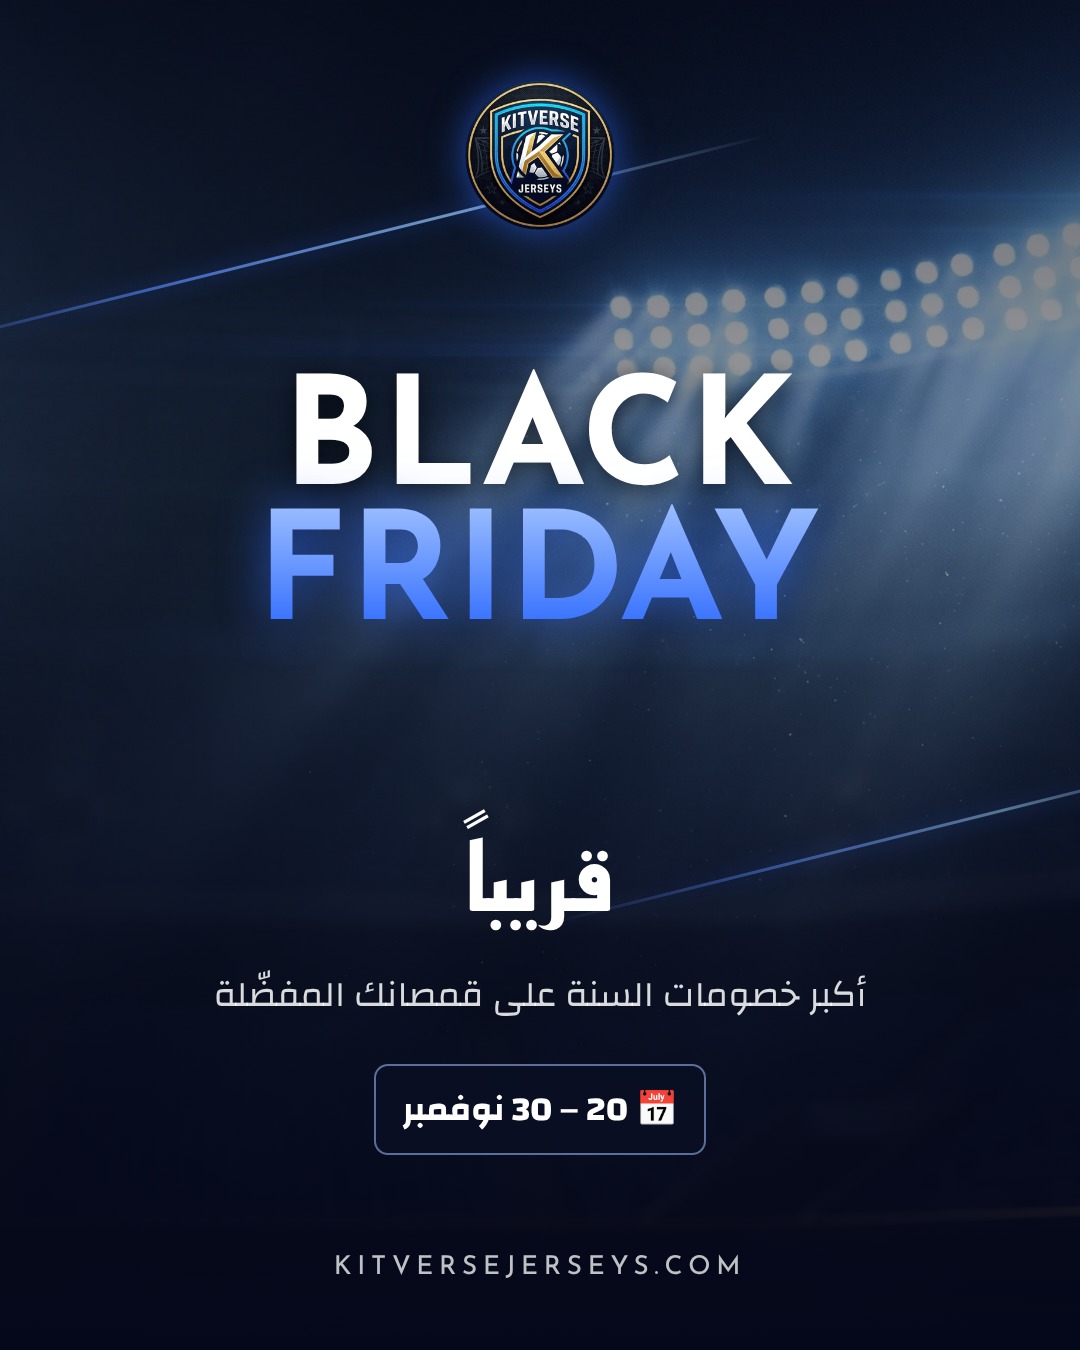 KITVERSE
K
JERSEYS
BLACK
FRIDAY
قريباً
أكبر خصومات السنة على قمصانك المفضّلة
July 17 20 – 30 نوفمبر
KITVERSEJERSEYS.COM